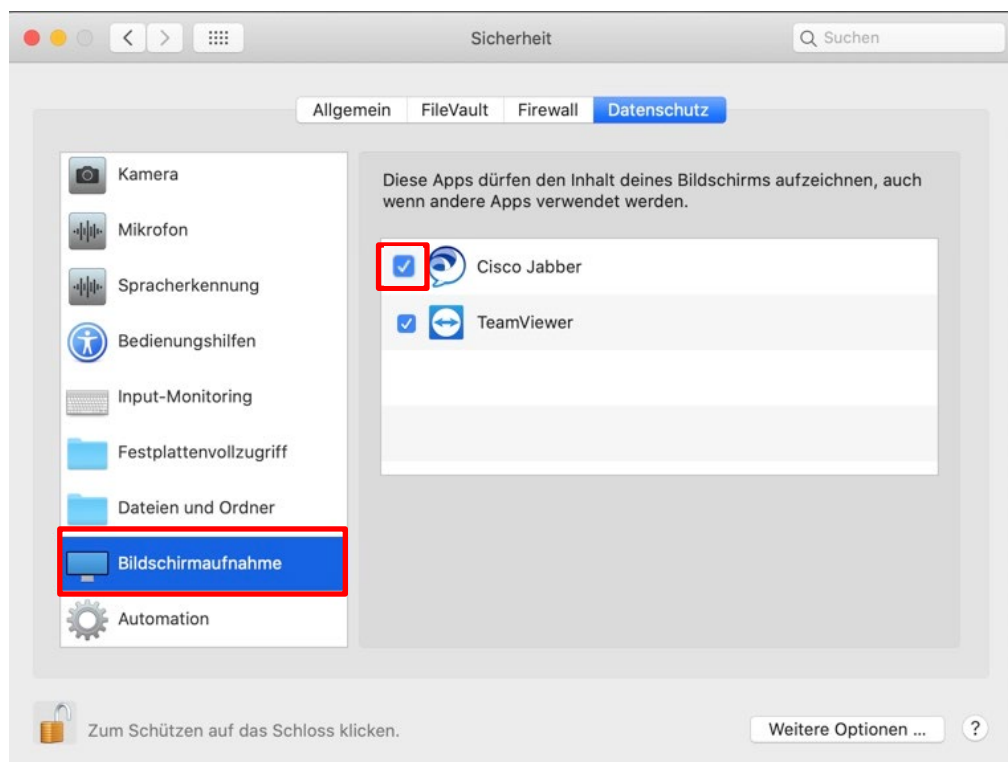 Sicherheit
Suchen
Allgemein
FileVault
Firewall
Datenschutz
Kamera
Mikrofon
Spracherkennung
Bedienungshilfen
Input-Monitoring
Festplattenvollzugriff
Dateien und Ordner
Bildschirmaufnahme
Automation
Diese Apps dürfen den Inhalt deines Bildschirms aufzeichnen, auch
wenn andere Apps verwendet werden.
Cisco Jabber
TeamViewer
Zum Schützen auf das Schloss klicken.
Weitere Optionen ...
?